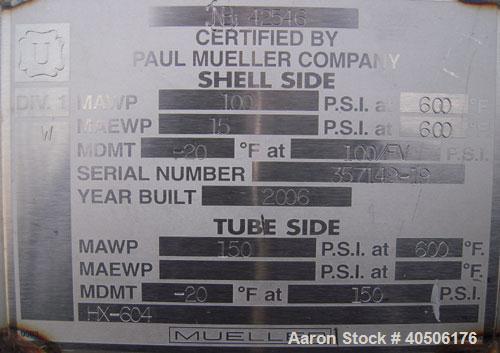 NB# 42546
CERTIFIED BY
PAUL MUELLER COMPANY
U
SHELL SIDE
DIV. 1 MAWP 100 P.S.I. at 600 °F
W MAEWP 15 P.S.I. at 600 °F
MDMT -20 °F at 100/FV P.S.I.
SERIAL NUMBER 357149-19
YEAR BUILT 2006
TUBE SIDE
MAWP 150 P.S.I. at 600 °F.
MAEWP P.S.I. at °F.
MDMT -20 °F at 150 P.S.I.
HX-604
MUELLER
Aaron Stock # 40506176